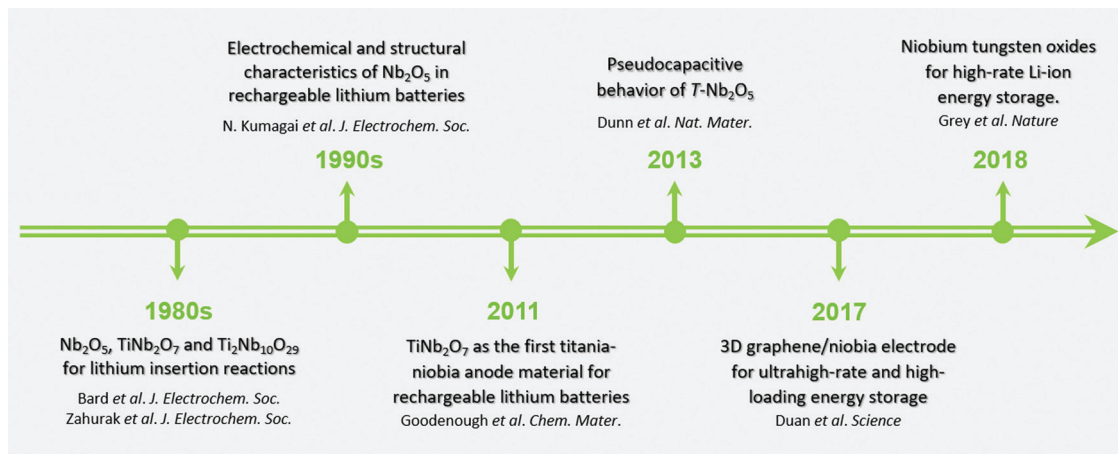 Electrochemical and structural
characteristics of Nb₂O₅ in
rechargeable lithium batteries
N. Kumagai et al. J. Electrochem. Soc.
1990s
Pseudocapacitive
behavior of T-Nb₂O₅
Dunn et al. Nat. Mater.
2013
Niobium tungsten oxides
for high-rate Li-ion
energy storage.
Grey et al. Nature
2018
1980s
Nb₂O₅, TiNb₂O₇ and Ti₂Nb₁₀O₂₉
for lithium insertion reactions
Bard et al. J. Electrochem. Soc.
Zahurak et al. J. Electrochem. Soc.
2011
TiNb₂O₇ as the first titania-
niobia anode material for
rechargeable lithium batteries
Goodenough et al. Chem. Mater.
2017
3D graphene/niobia electrode
for ultrahigh-rate and high-
loading energy storage
Duan et al. Science